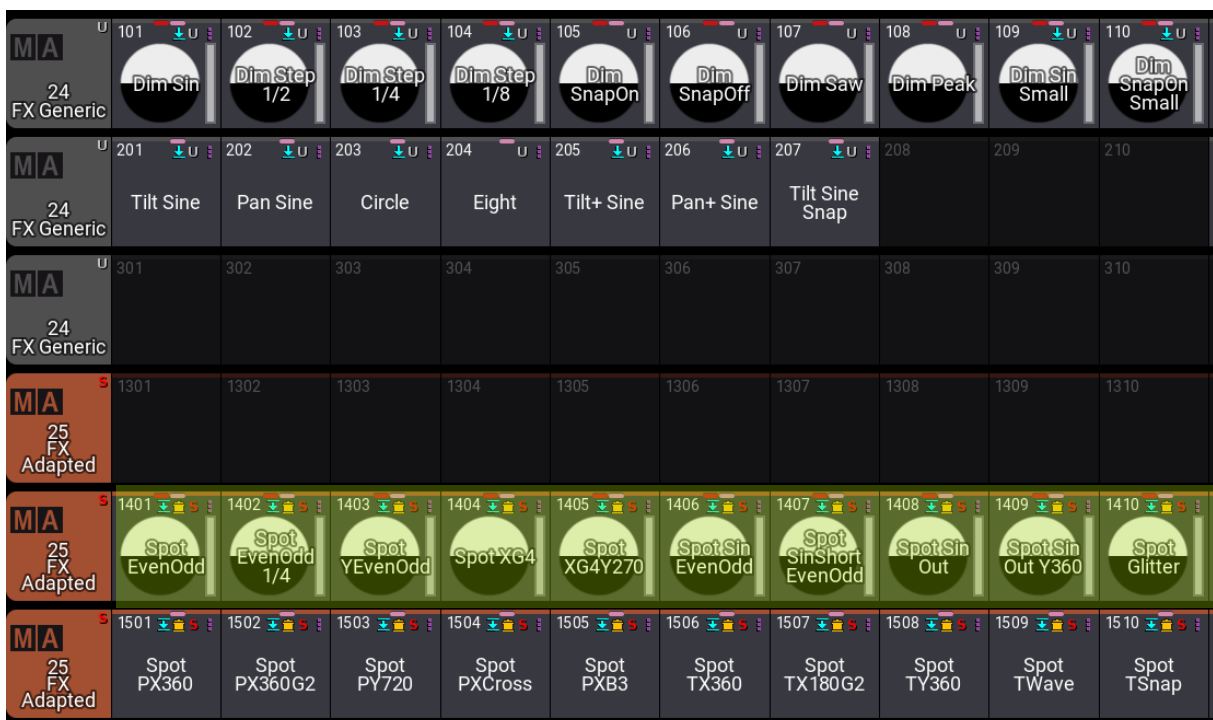 MA U
24
FX Generic
101 U
Dim Sin
102 U
Dim Step
1/2
103 U
Dim Step
1/4
104 U
Dim Step
1/8
105 U
Dim
SnapOn
106 U
Dim
SnapOff
107 U
Dim Saw
108 U
Dim Peak
109 U
Dim Sin
Small
110 U
Dim
SnapOn
Small
MA U
24
FX Generic
201 U
Tilt Sine
202 U
Pan Sine
203 U
Circle
204 U
Eight
205 U
Tilt+ Sine
206 U
Pan+ Sine
207 U
Tilt Sine
Snap
208
209
210
MA U
24
FX Generic
301
302
303
304
305
306
307
308
309
310
MA S
25
FX
Adapted
1301
1302
1303
1304
1305
1306
1307
1308
1309
1310
MA S
25
FX
Adapted
1401 S
Spot
EvenOdd
1402 S
Spot
EvenOdd
1/4
1403 S
Spot
YEvenOdd
1404 S
Spot XG4
1405 S
Spot
XG4Y270
1406 S
Spot Sin
EvenOdd
1407 S
Spot
SinShort
EvenOdd
1408 S
Spot Sin
Out
1409 S
Spot Sin
Out Y360
1410 S
Spot
Glitter
MA S
25
FX
Adapted
1501 S
Spot
PX360
1502 S
Spot
PX360G2
1503 S
Spot
PY720
1504 S
Spot
PXCross
1505 S
Spot
PXB3
1506 S
Spot
TX360
1507 S
Spot
TX180G2
1508 S
Spot
TY360
1509 S
Spot
TWave
1510 S
Spot
TSnap